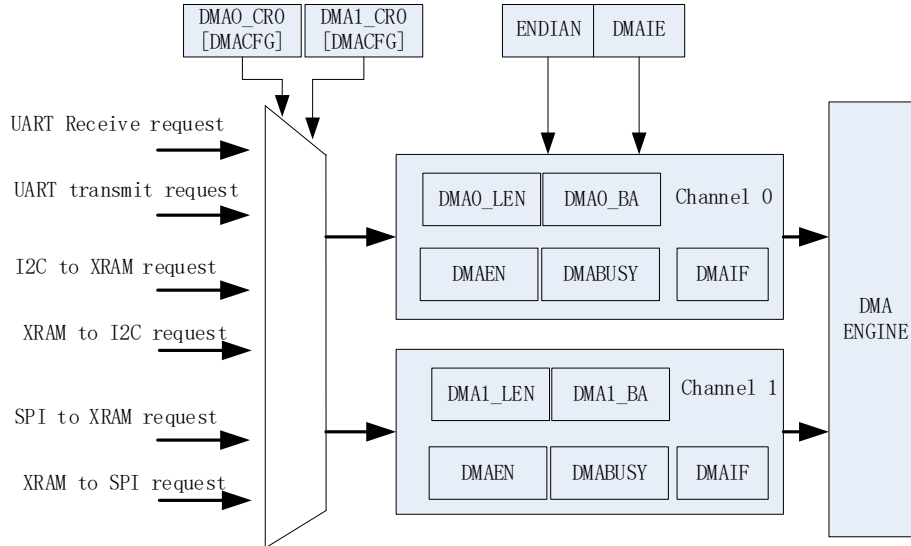 DMA0_CR0
[DMACFG]
DMA1_CR0
[DMACFG]
ENDIAN
DMAIE
UART Receive request
UART transmit request
I2C to XRAM request
XRAM to I2C request
SPI to XRAM request
XRAM to SPI request
DMA0_LEN
DMA0_BA
Channel 0
DMAEN
DMABUSY
DMAIF
DMA1_LEN
DMA1_BA
Channel 1
DMAEN
DMABUSY
DMAIF
DMA
ENGINE